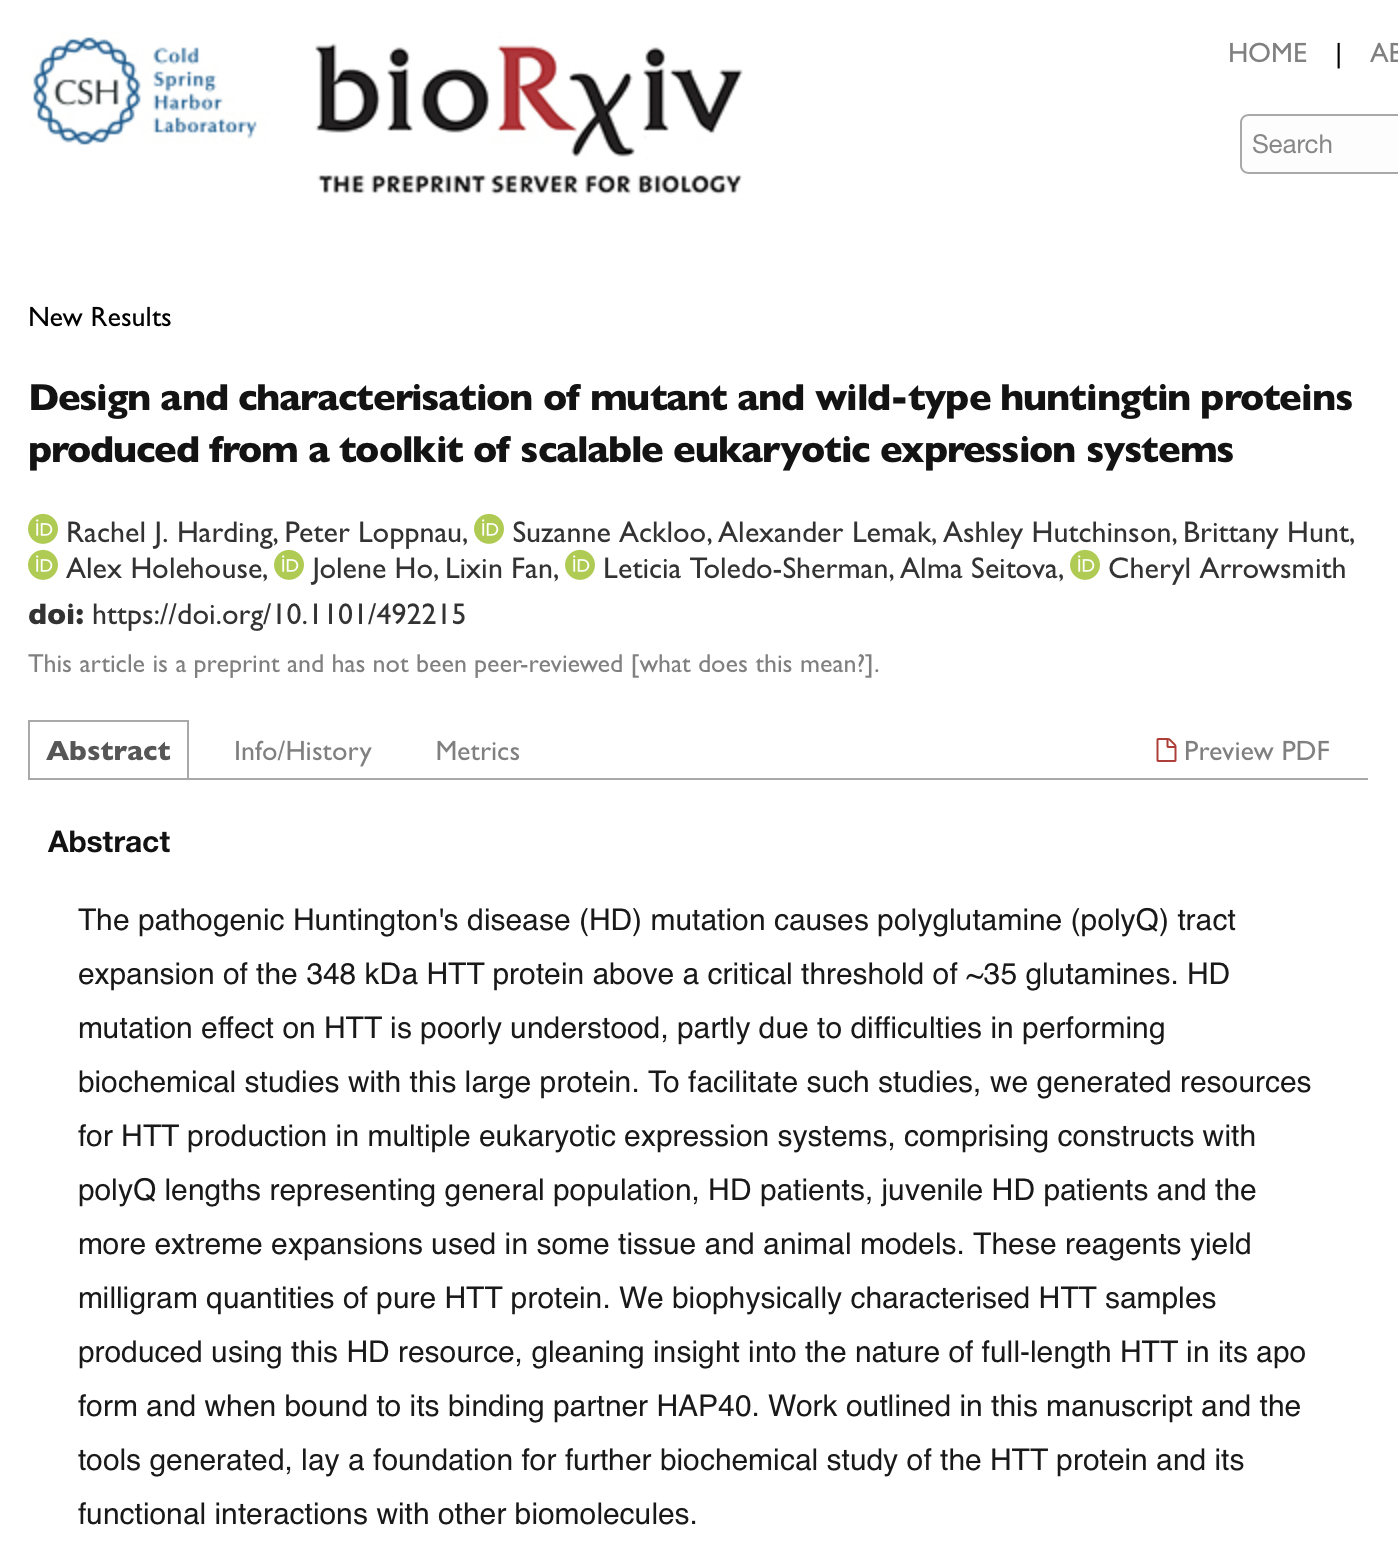 CSH
Cold
Spring
Harbor
Laboratory
bioRχiv
THE PREPRINT SERVER FOR BIOLOGY
HOME | AB
Search
New Results
Design and characterisation of mutant and wild-type huntingtin proteins
produced from a toolkit of scalable eukaryotic expression systems
iD Rachel J. Harding, Peter Loppnau, iD Suzanne Ackloo, Alexander Lemak, Ashley Hutchinson, Brittany Hunt,
iD Alex Holehouse, iD Jolene Ho, Lixin Fan, iD Leticia Toledo-Sherman, Alma Seitova, iD Cheryl Arrowsmith
doi: https://doi.org/10.1101/492215
This article is a preprint and has not been peer-reviewed [what does this mean?].
Abstract Info/History Metrics Preview PDF
Abstract
The pathogenic Huntington's disease (HD) mutation causes polyglutamine (polyQ) tract
expansion of the 348 kDa HTT protein above a critical threshold of ~35 glutamines. HD
mutation effect on HTT is poorly understood, partly due to difficulties in performing
biochemical studies with this large protein. To facilitate such studies, we generated resources
for HTT production in multiple eukaryotic expression systems, comprising constructs with
polyQ lengths representing general population, HD patients, juvenile HD patients and the
more extreme expansions used in some tissue and animal models. These reagents yield
milligram quantities of pure HTT protein. We biophysically characterised HTT samples
produced using this HD resource, gleaning insight into the nature of full-length HTT in its apo
form and when bound to its binding partner HAP40. Work outlined in this manuscript and the
tools generated, lay a foundation for further biochemical study of the HTT protein and its
functional interactions with other biomolecules.